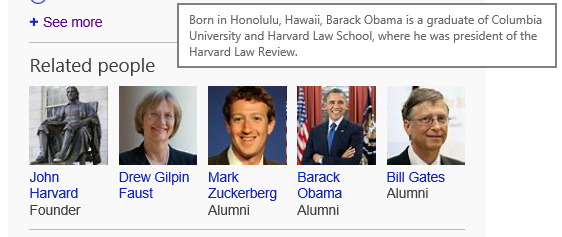 Born in Honolulu, Hawaii, Barack Obama is a graduate of Columbia
University and Harvard Law School, where he was president of the
Harvard Law Review.
+ See more
Related people
John Harvard
Founder
Drew Gilpin Faust
Mark Zuckerberg
Alumni
Barack Obama
Alumni
Bill Gates
Alumni